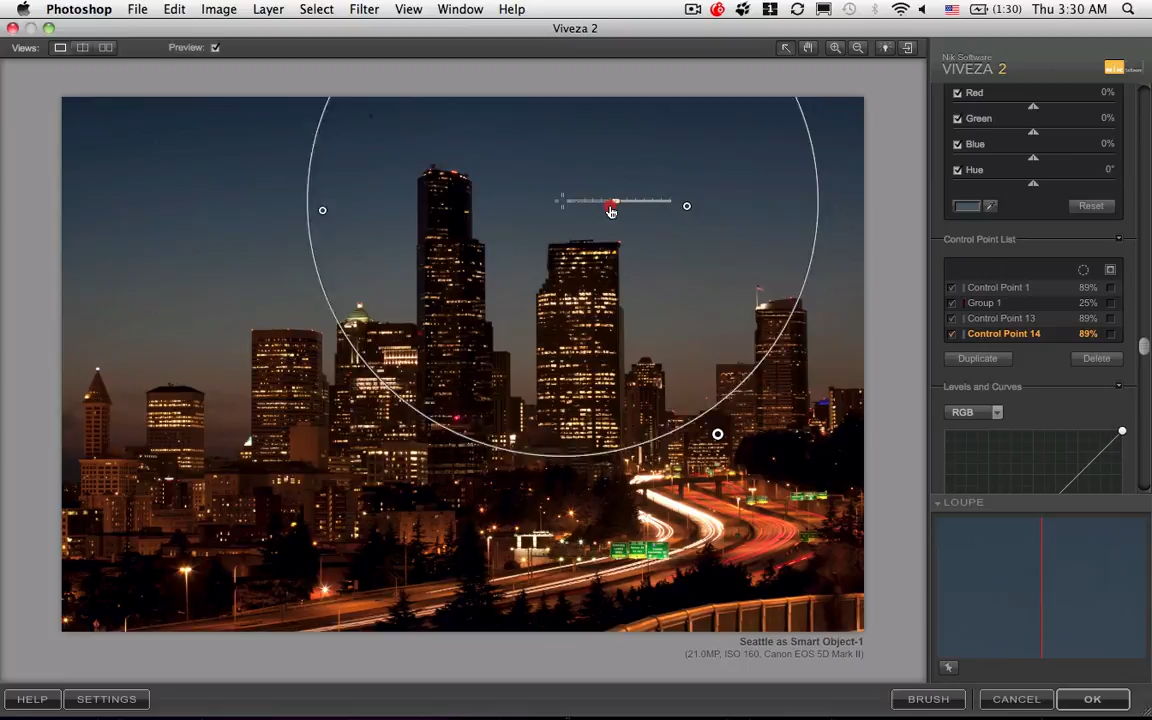 Photoshop File Edit Image Layer Select Filter View Window Help (1:30) Thu 3:30 AM
Viveza 2
Views: Preview:
Nik Software
VIVEZA 2
Red 0%
Green 0%
Blue 0%
Hue 0°
Reset
Control Point List
Control Point 1 89%
Group 1 25%
Control Point 13 89%
Control Point 14 89%
Duplicate Delete
Levels and Curves
RGB
LOUPE
Seattle as Smart Object-1
(21.0MP, ISO 160, Canon EOS 5D Mark II)
HELP SETTINGS BRUSH CANCEL OK